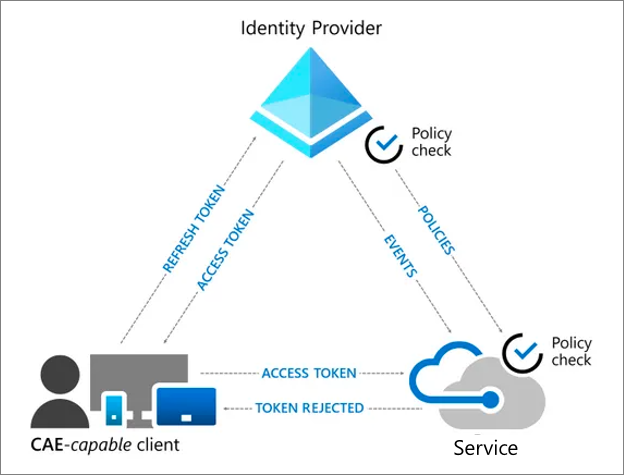 Identity Provider
Policy
check
REFRESH TOKEN
ACCESS TOKEN
EVENTS
POLICIES
Policy
check
ACCESS TOKEN
TOKEN REJECTED
CAE-capable client
Service